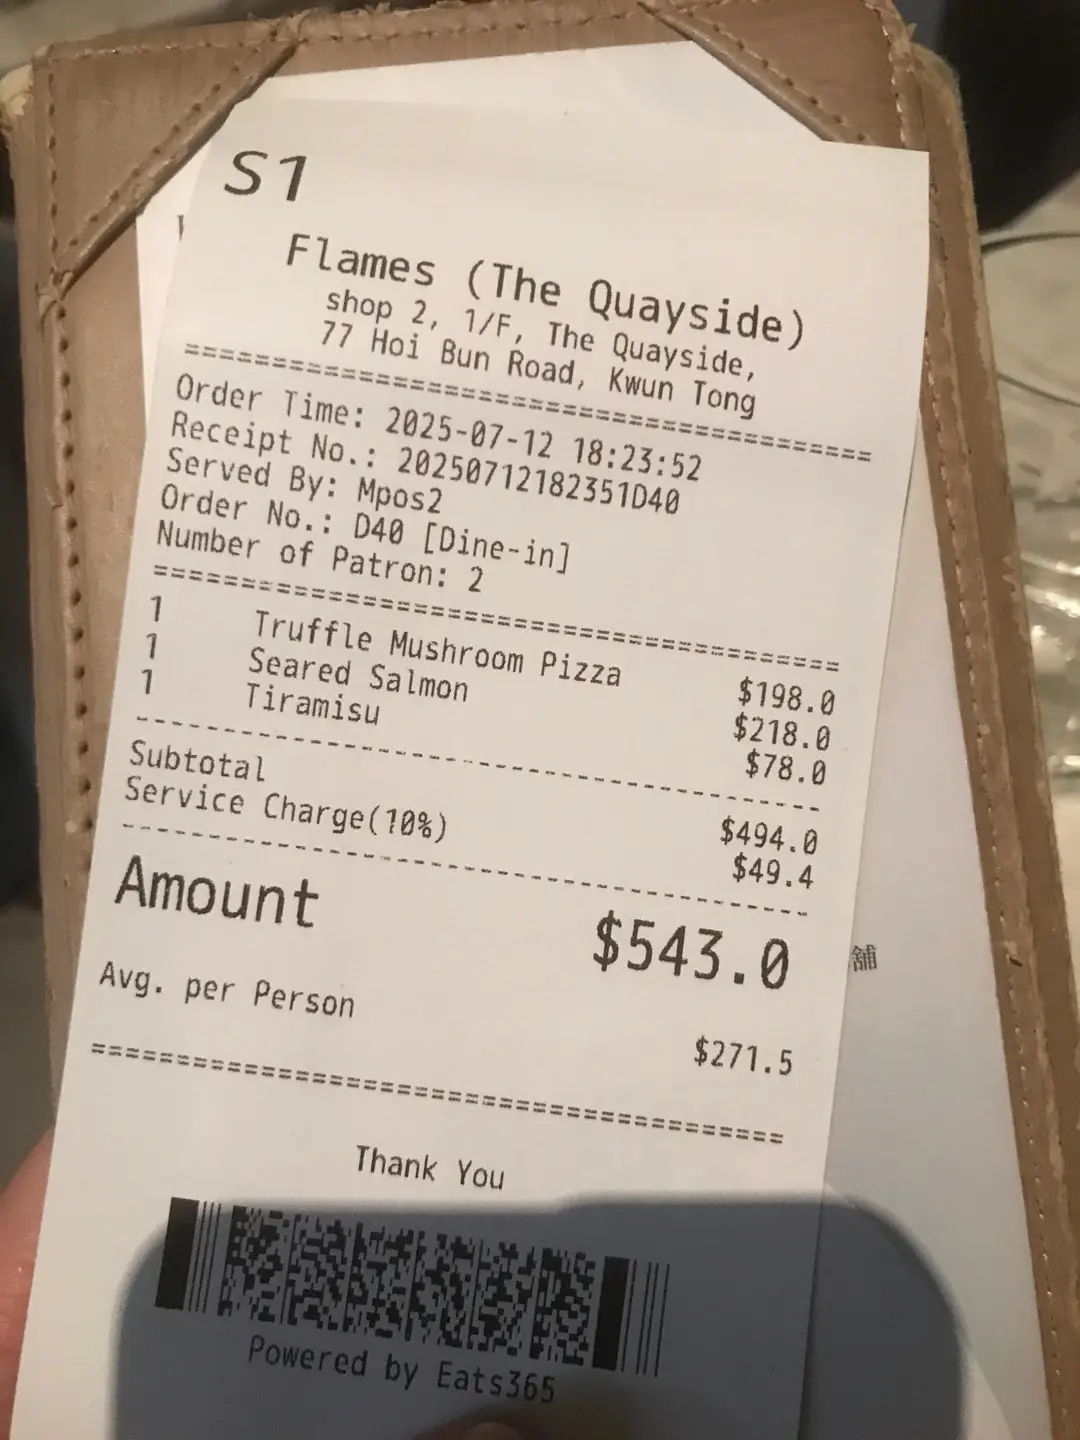 S1
Flames (The Quayside)
shop 2, 1/F, The Quayside,
77 Hoi Bun Road, Kwun Tong
========================================
Order Time: 2025-07-12 18:23:52
Receipt No.: 20250712182351D40
Served By: Mpos2
Order No.: D40 [Dine-in]
Number of Patron: 2
========================================
1 Truffle Mushroom Pizza $198.0
1 Seared Salmon $218.0
1 Tiramisu $78.0
----------------------------------------
Subtotal $494.0
Service Charge(10%) $49.4
----------------------------------------
Amount $543.0
Avg. per Person $271.5
========================================
Thank You
Powered by Eats365
舖